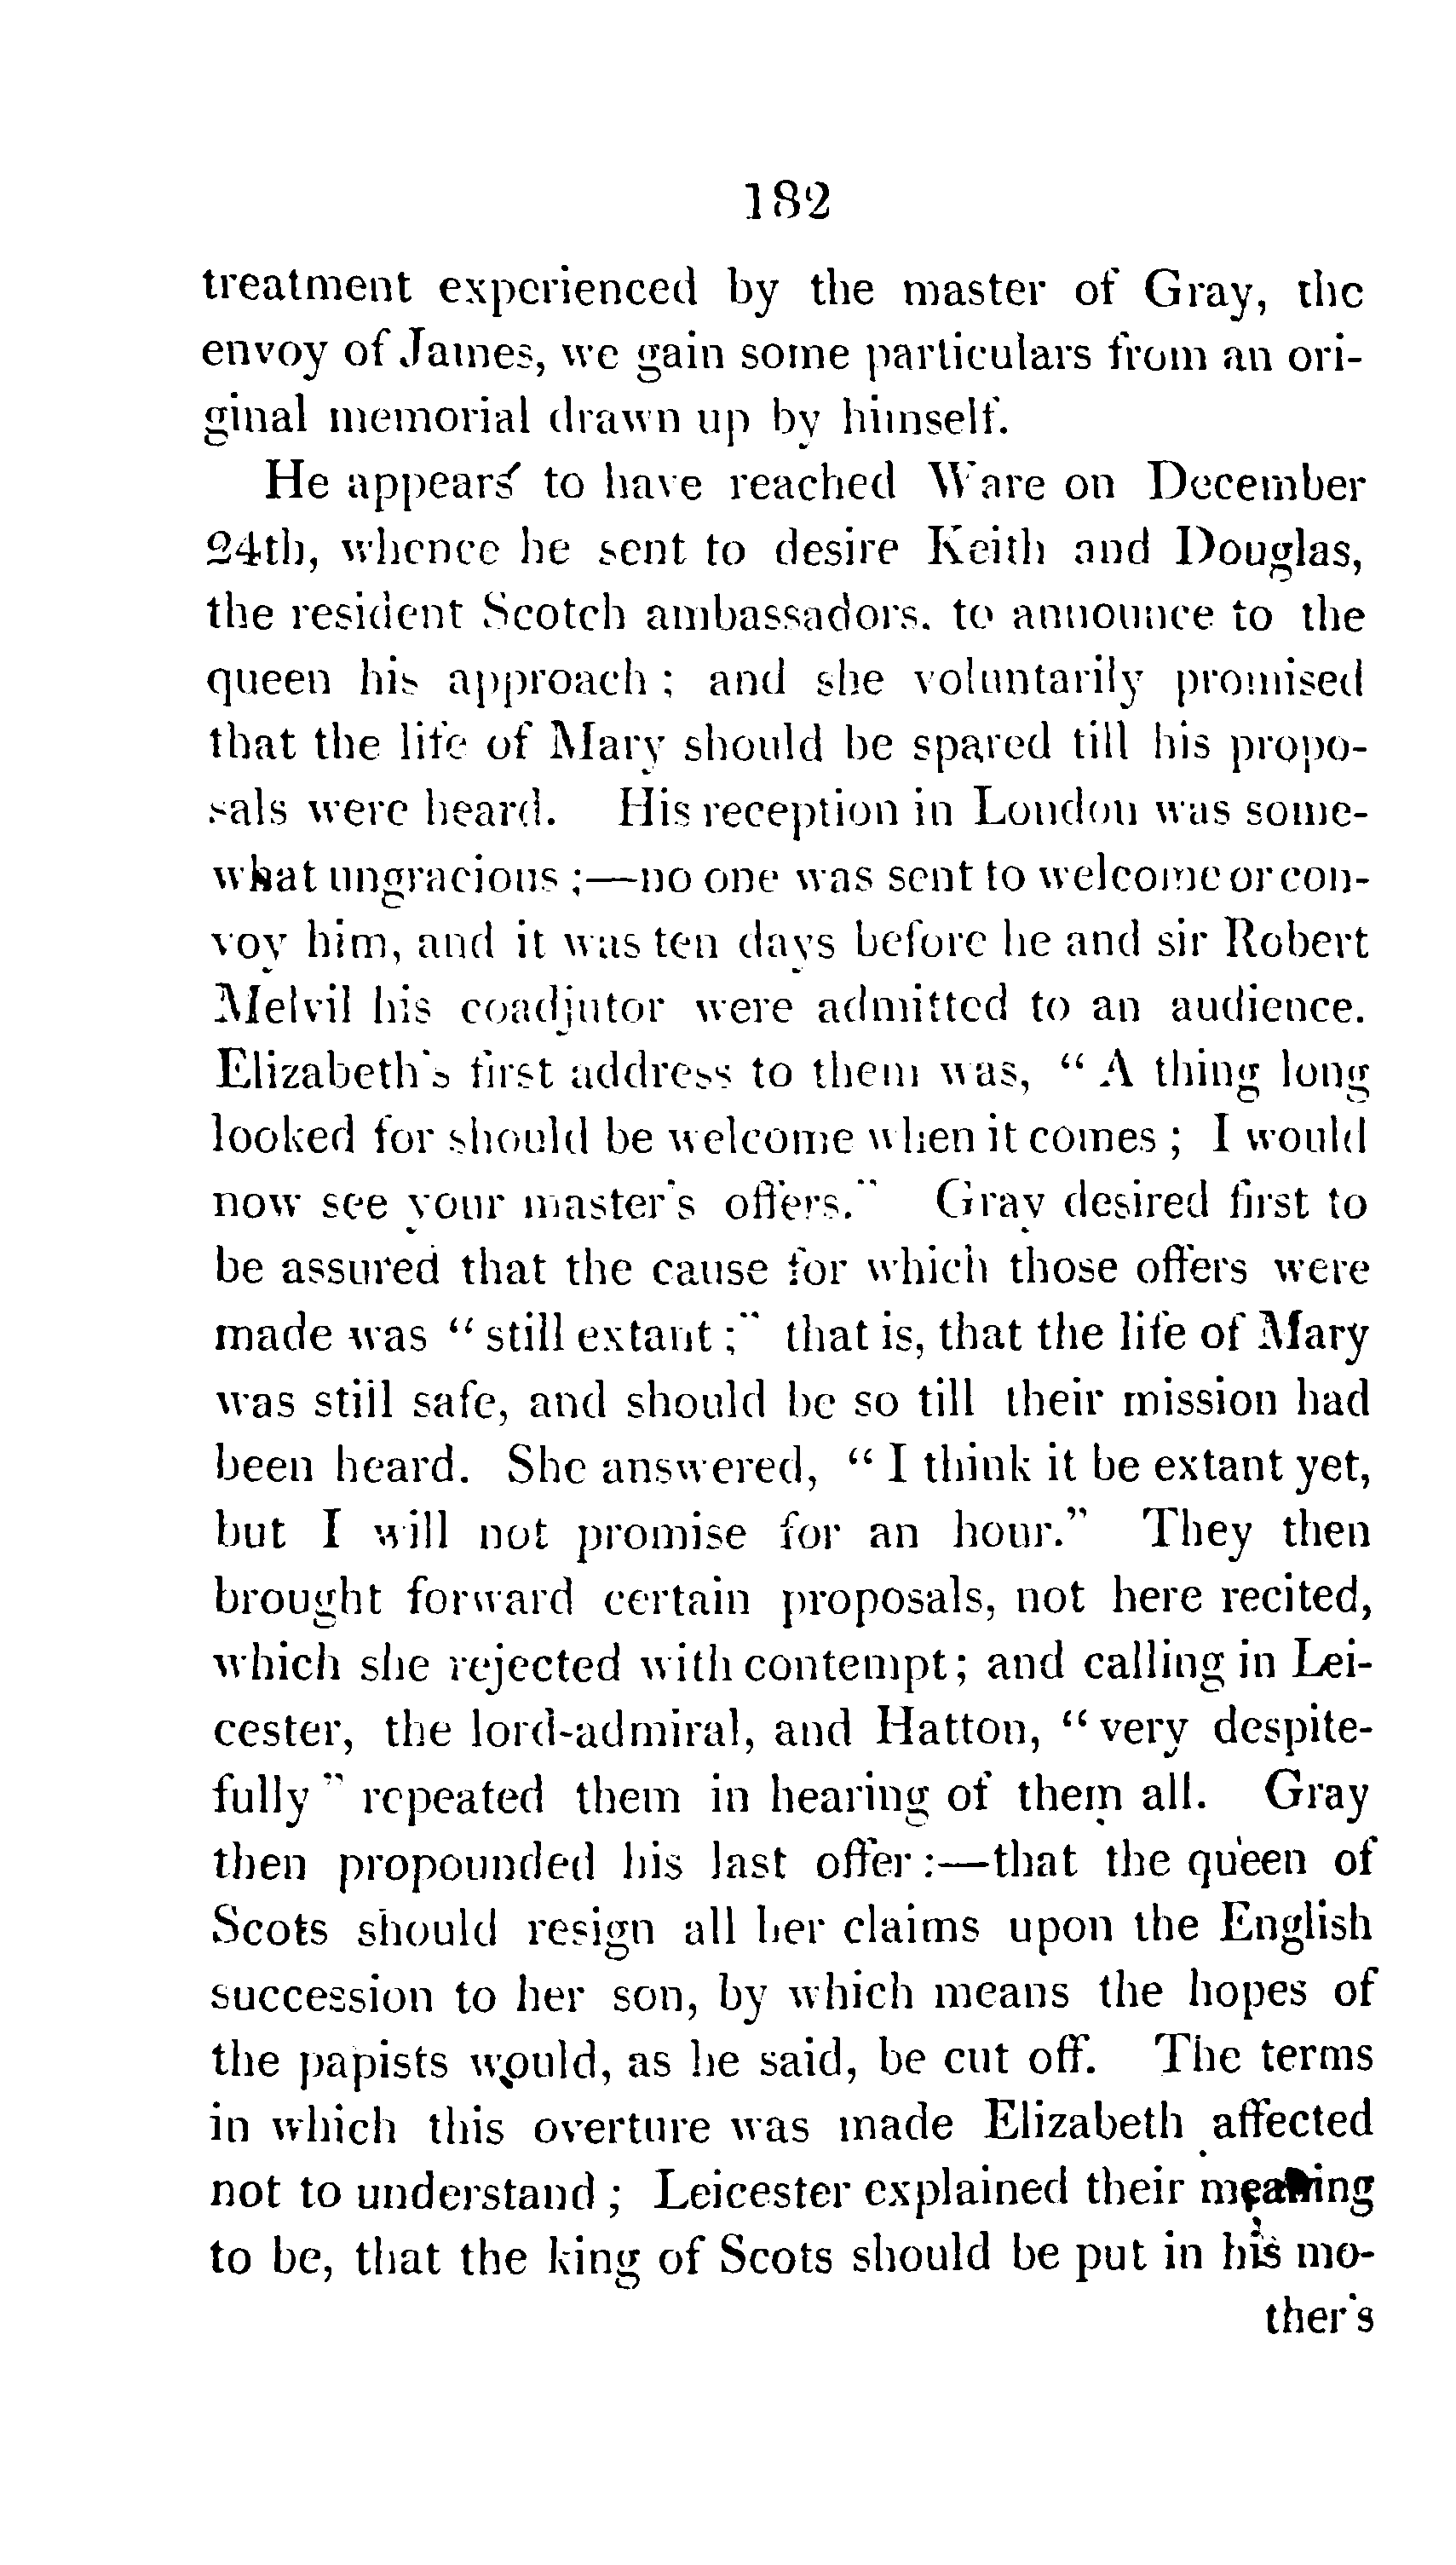 182
treatment experienced by the master of Gray, the
envoy of James, we gain some particulars from an ori-
ginal memorial drawn up by himself.
He appears to have reached Ware on December
24th, whence he sent to desire Keith and Douglas,
the resident Scotch ambassadors. to announce to the
queen his approach ; and she voluntarily promised
that the life of Mary should be spared till his propo-
sals were heard. His reception in London was some-
what ungracious ;—no one was sent to welcome or con-
voy him, and it was ten days before he and sir Robert
Melvil his coadjutor were admitted to an audience.
Elizabeth's first address to them was, " A thing long
looked for should be welcome when it comes ; I would
now see your master's offers." Gray desired first to
be assured that the cause for which those offers were
made was " still extant ;" that is, that the life of Mary
was still safe, and should be so till their mission had
been heard. She answered, " I think it be extant yet,
but I will not promise for an hour." They then
brought forward certain proposals, not here recited,
which she rejected with contempt ; and calling in Lei-
cester, the lord-admiral, and Hatton, " very despite-
fully " repeated them in hearing of them all. Gray
then propounded his last offer :—that the queen of
Scots should resign all her claims upon the English
succession to her son, by which means the hopes of
the papists would, as he said, be cut off. The terms
in which this overture was made Elizabeth affected
not to understand ; Leicester explained their meaning
to be, that the king of Scots should be put in his mo-
ther's